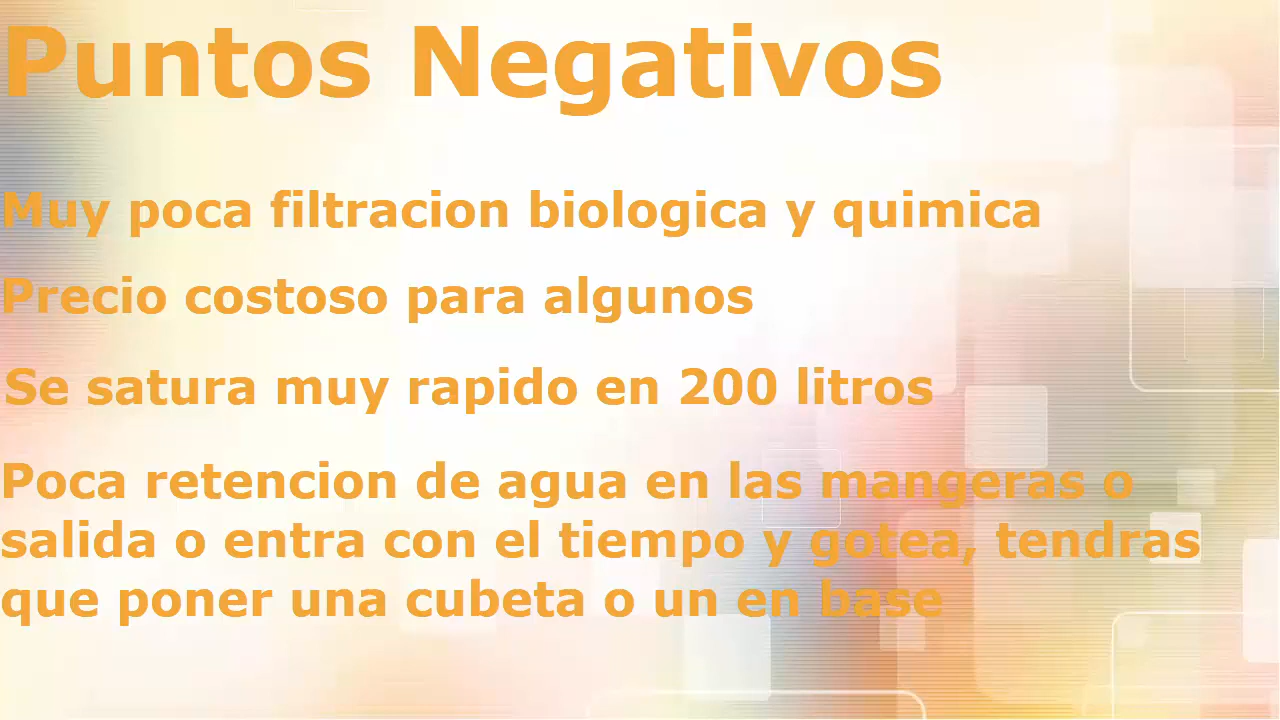 Puntos Negativos
Muy poca filtracion biologica y quimica
Precio costoso para algunos
Se satura muy rapido en 200 litros
Poca retencion de agua en las mangeras o
salida o entra con el tiempo y gotea, tendras
que poner una cubeta o un en base